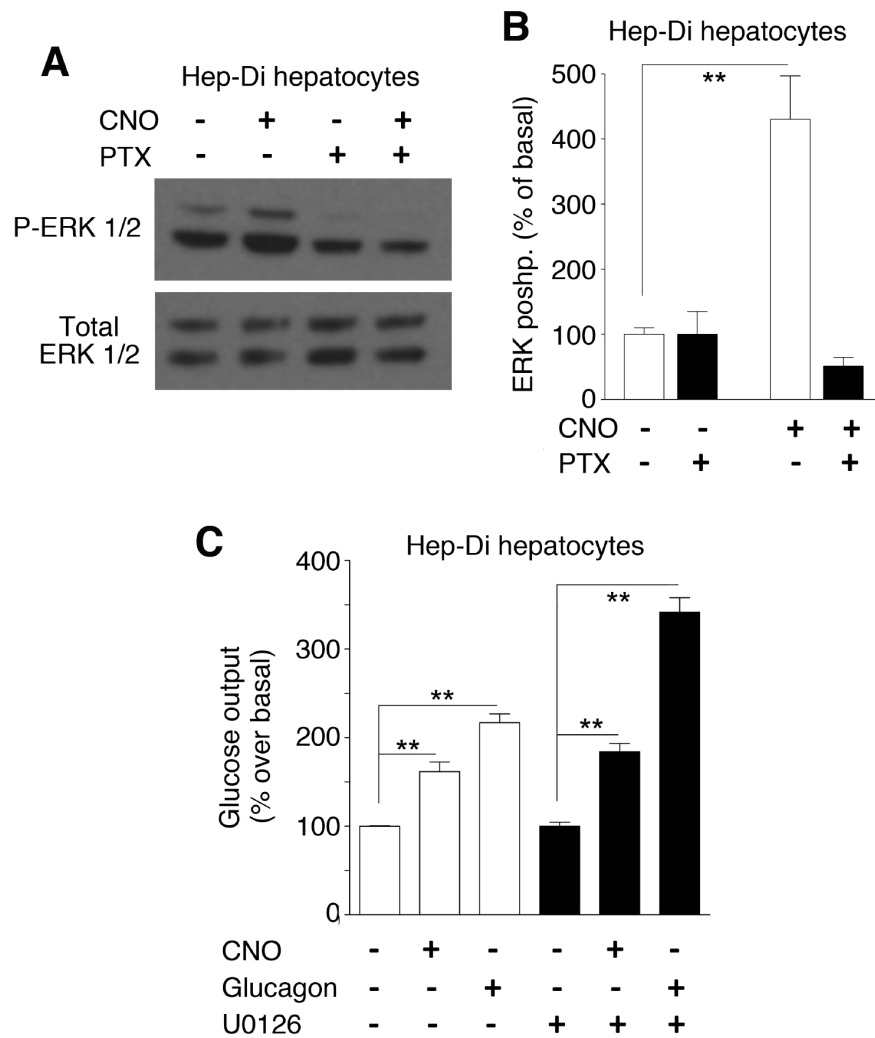 A
Hep-Di hepatocytes
CNO - + - +
PTX - - + +
P-ERK 1/2
Total
ERK 1/2
B
Hep-Di hepatocytes
ERK poshp. (% of basal)
500
400
300
200
100
0
**
CNO - - + +
PTX - + - +
C
Hep-Di hepatocytes
Glucose output
(% over basal)
400
300
200
100
0
**
**
**
**
CNO - + - - + -
Glucagon - - + - - +
U0126 - - - + + +